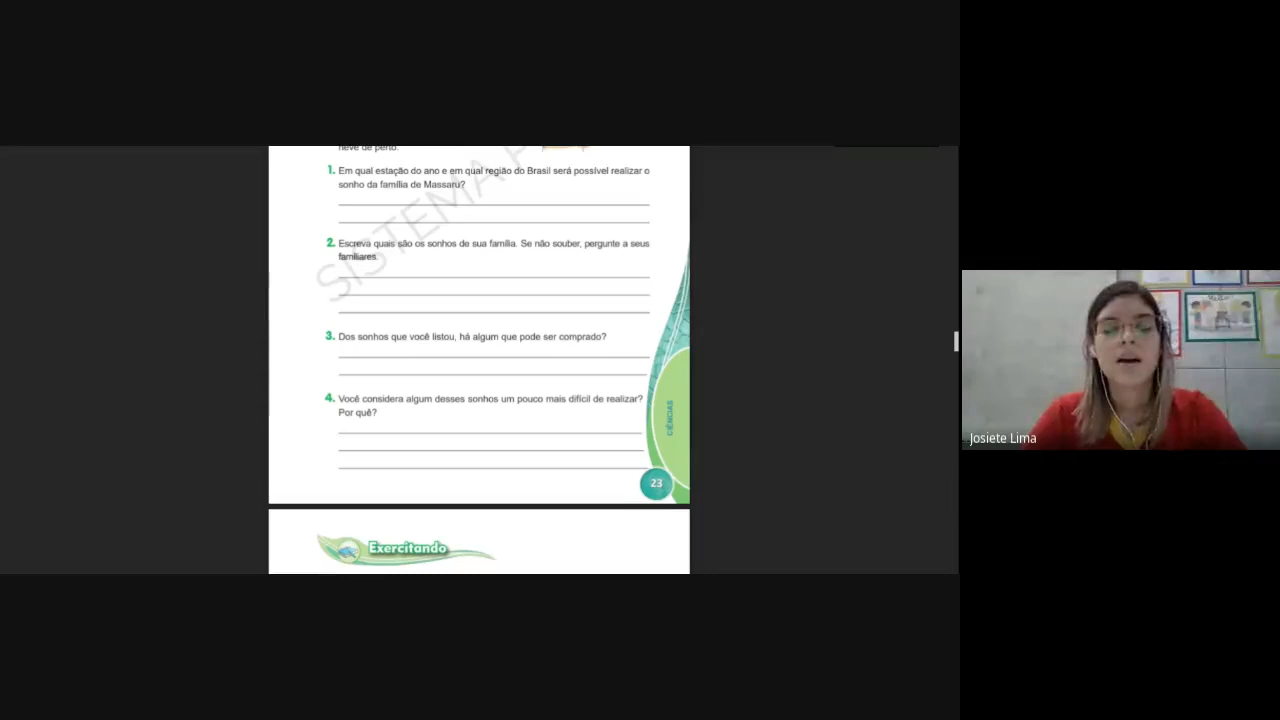 neve de perto.
1. Em qual estação do ano e em qual região do Brasil será possível realizar o
sonho da família de Massaru?
2. Escreva quais são os sonhos de sua família. Se não souber, pergunte a seus
familiares.
3. Dos sonhos que você listou, há algum que pode ser comprado?
4. Você considera algum desses sonhos um pouco mais difícil de realizar?
Por quê?
SISTEMA
CIÊNCIAS
23
Exercitando
Josiete Lima